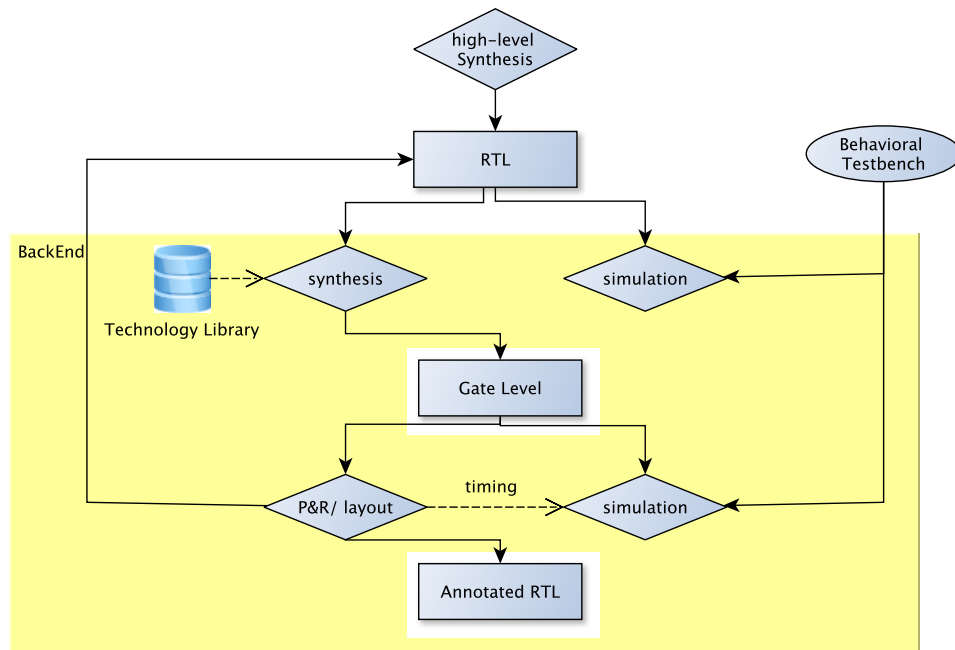 high-level
Synthesis
RTL
Behavioral
Testbench
BackEnd
synthesis
simulation
Technology Library
Gate Level
timing
P&R/ layout
simulation
Annotated RTL